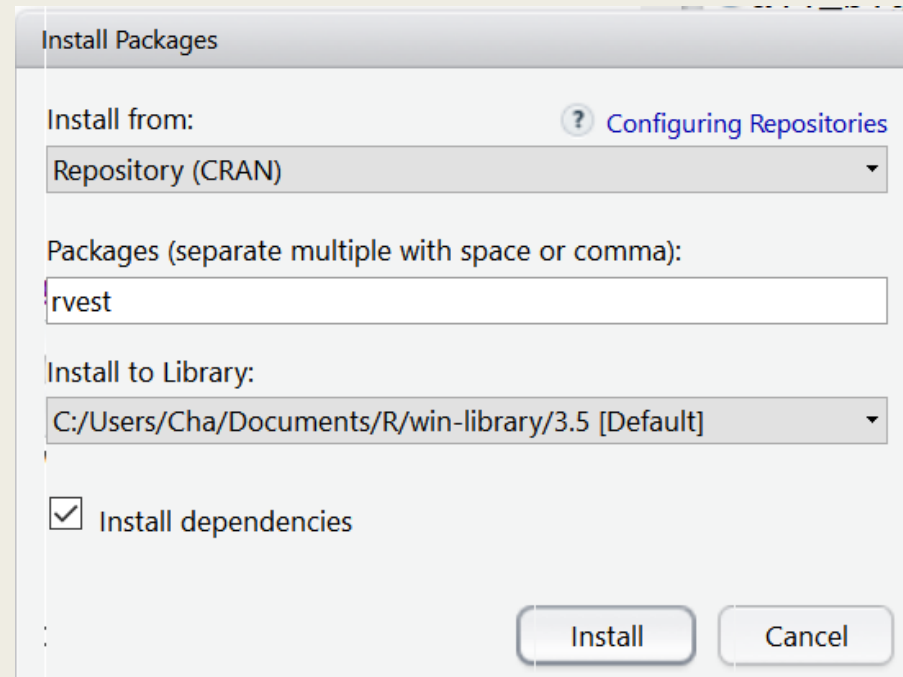 Install Packages
Install from:
? Configuring Repositories
Repository (CRAN)
Packages (separate multiple with space or comma):
rvest
Install to Library:
C:/Users/Cha/Documents/R/win-library/3.5 [Default]
Install dependencies
Install
Cancel